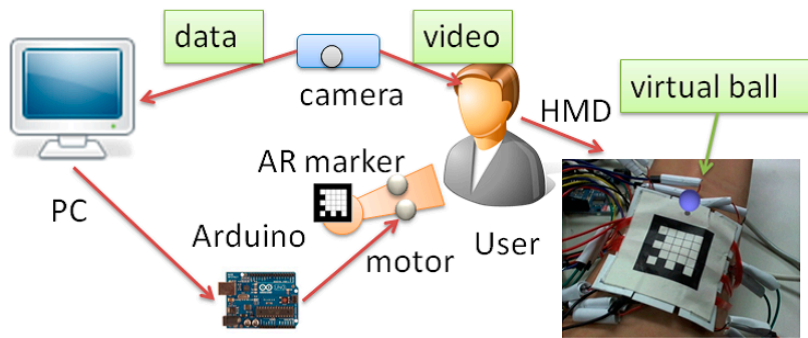 data
video
camera
HMD
virtual ball
AR marker
PC
Arduino
motor
User